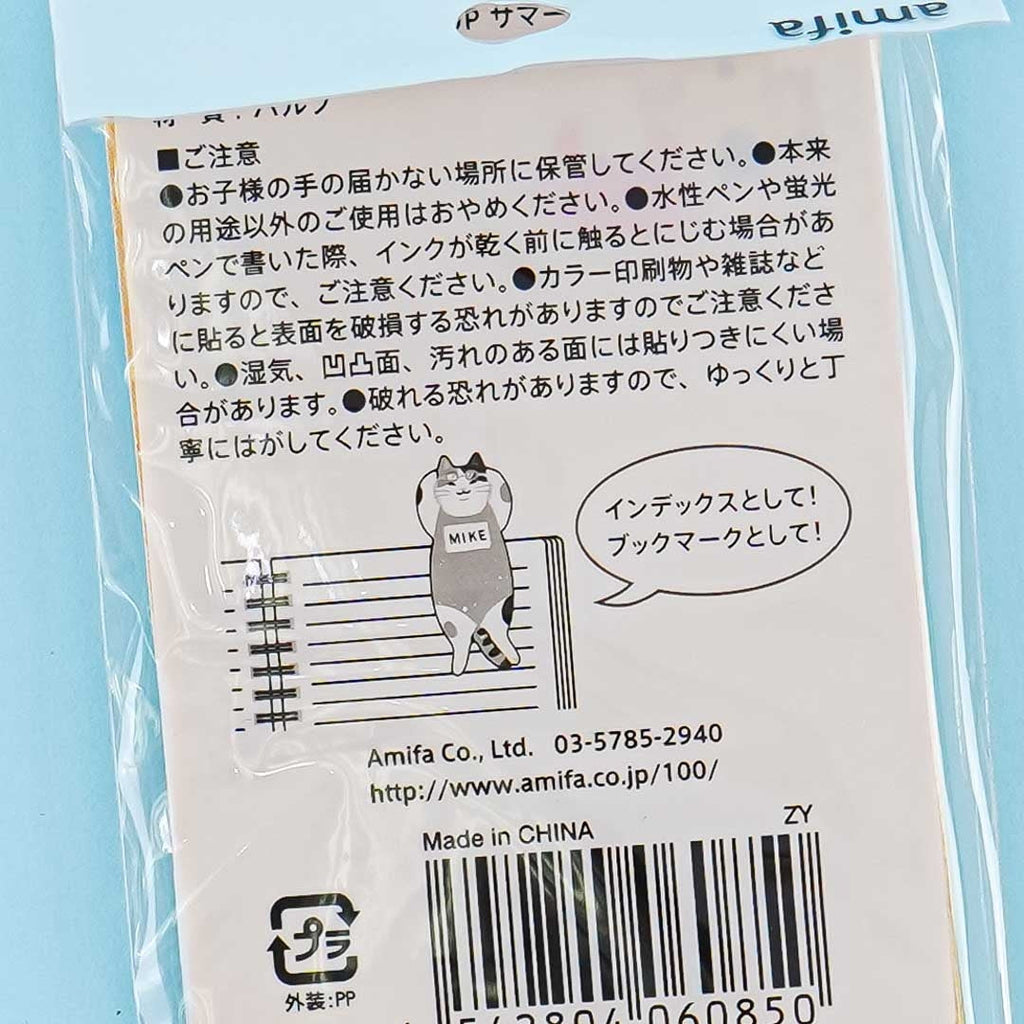 P サマー
amifa
材 質：パルプ
■ご注意
●お子様の手の届かない場所に保管してください。●本来
の用途以外のご使用はおやめください。●水性ペンや蛍光
ペンで書いた際、インクが乾く前に触るとにじむ場合があ
りますので、ご注意ください。●カラー印刷物や雑誌など
に貼ると表面を破損する恐れがありますのでご注意くださ
い。●湿気、凹凸面、汚れのある面には貼りつきにくい場
合があります。●破れる恐れがありますので、ゆっくりと丁
寧にはがしてください。
インデックスとして!
ブックマークとして!
MIKE
Amifa Co., Ltd. 03-5785-2940
http://www.amifa.co.jp/100/
ZY
Made in CHINA
プラ
外装:PP
542804 060850